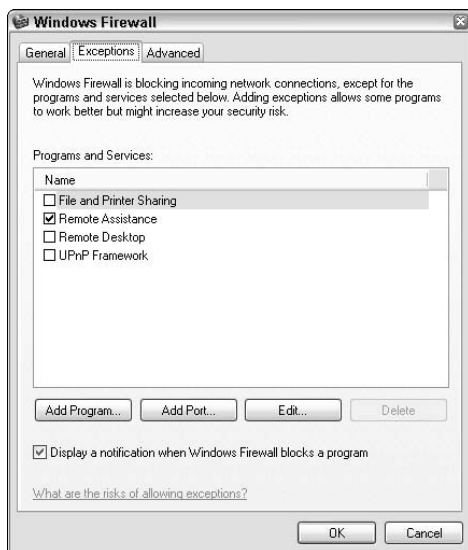 Windows Firewall
General Exceptions Advanced
Windows Firewall is blocking incoming network connections, except for the
programs and services selected below. Adding exceptions allows some programs
to work better but might increase your security risk.
Programs and Services:
Name
File and Printer Sharing
Remote Assistance
Remote Desktop
UPnP Framework
Add Program... Add Port... Edit... Delete
Display a notification when Windows Firewall blocks a program
What are the risks of allowing exceptions?
OK Cancel